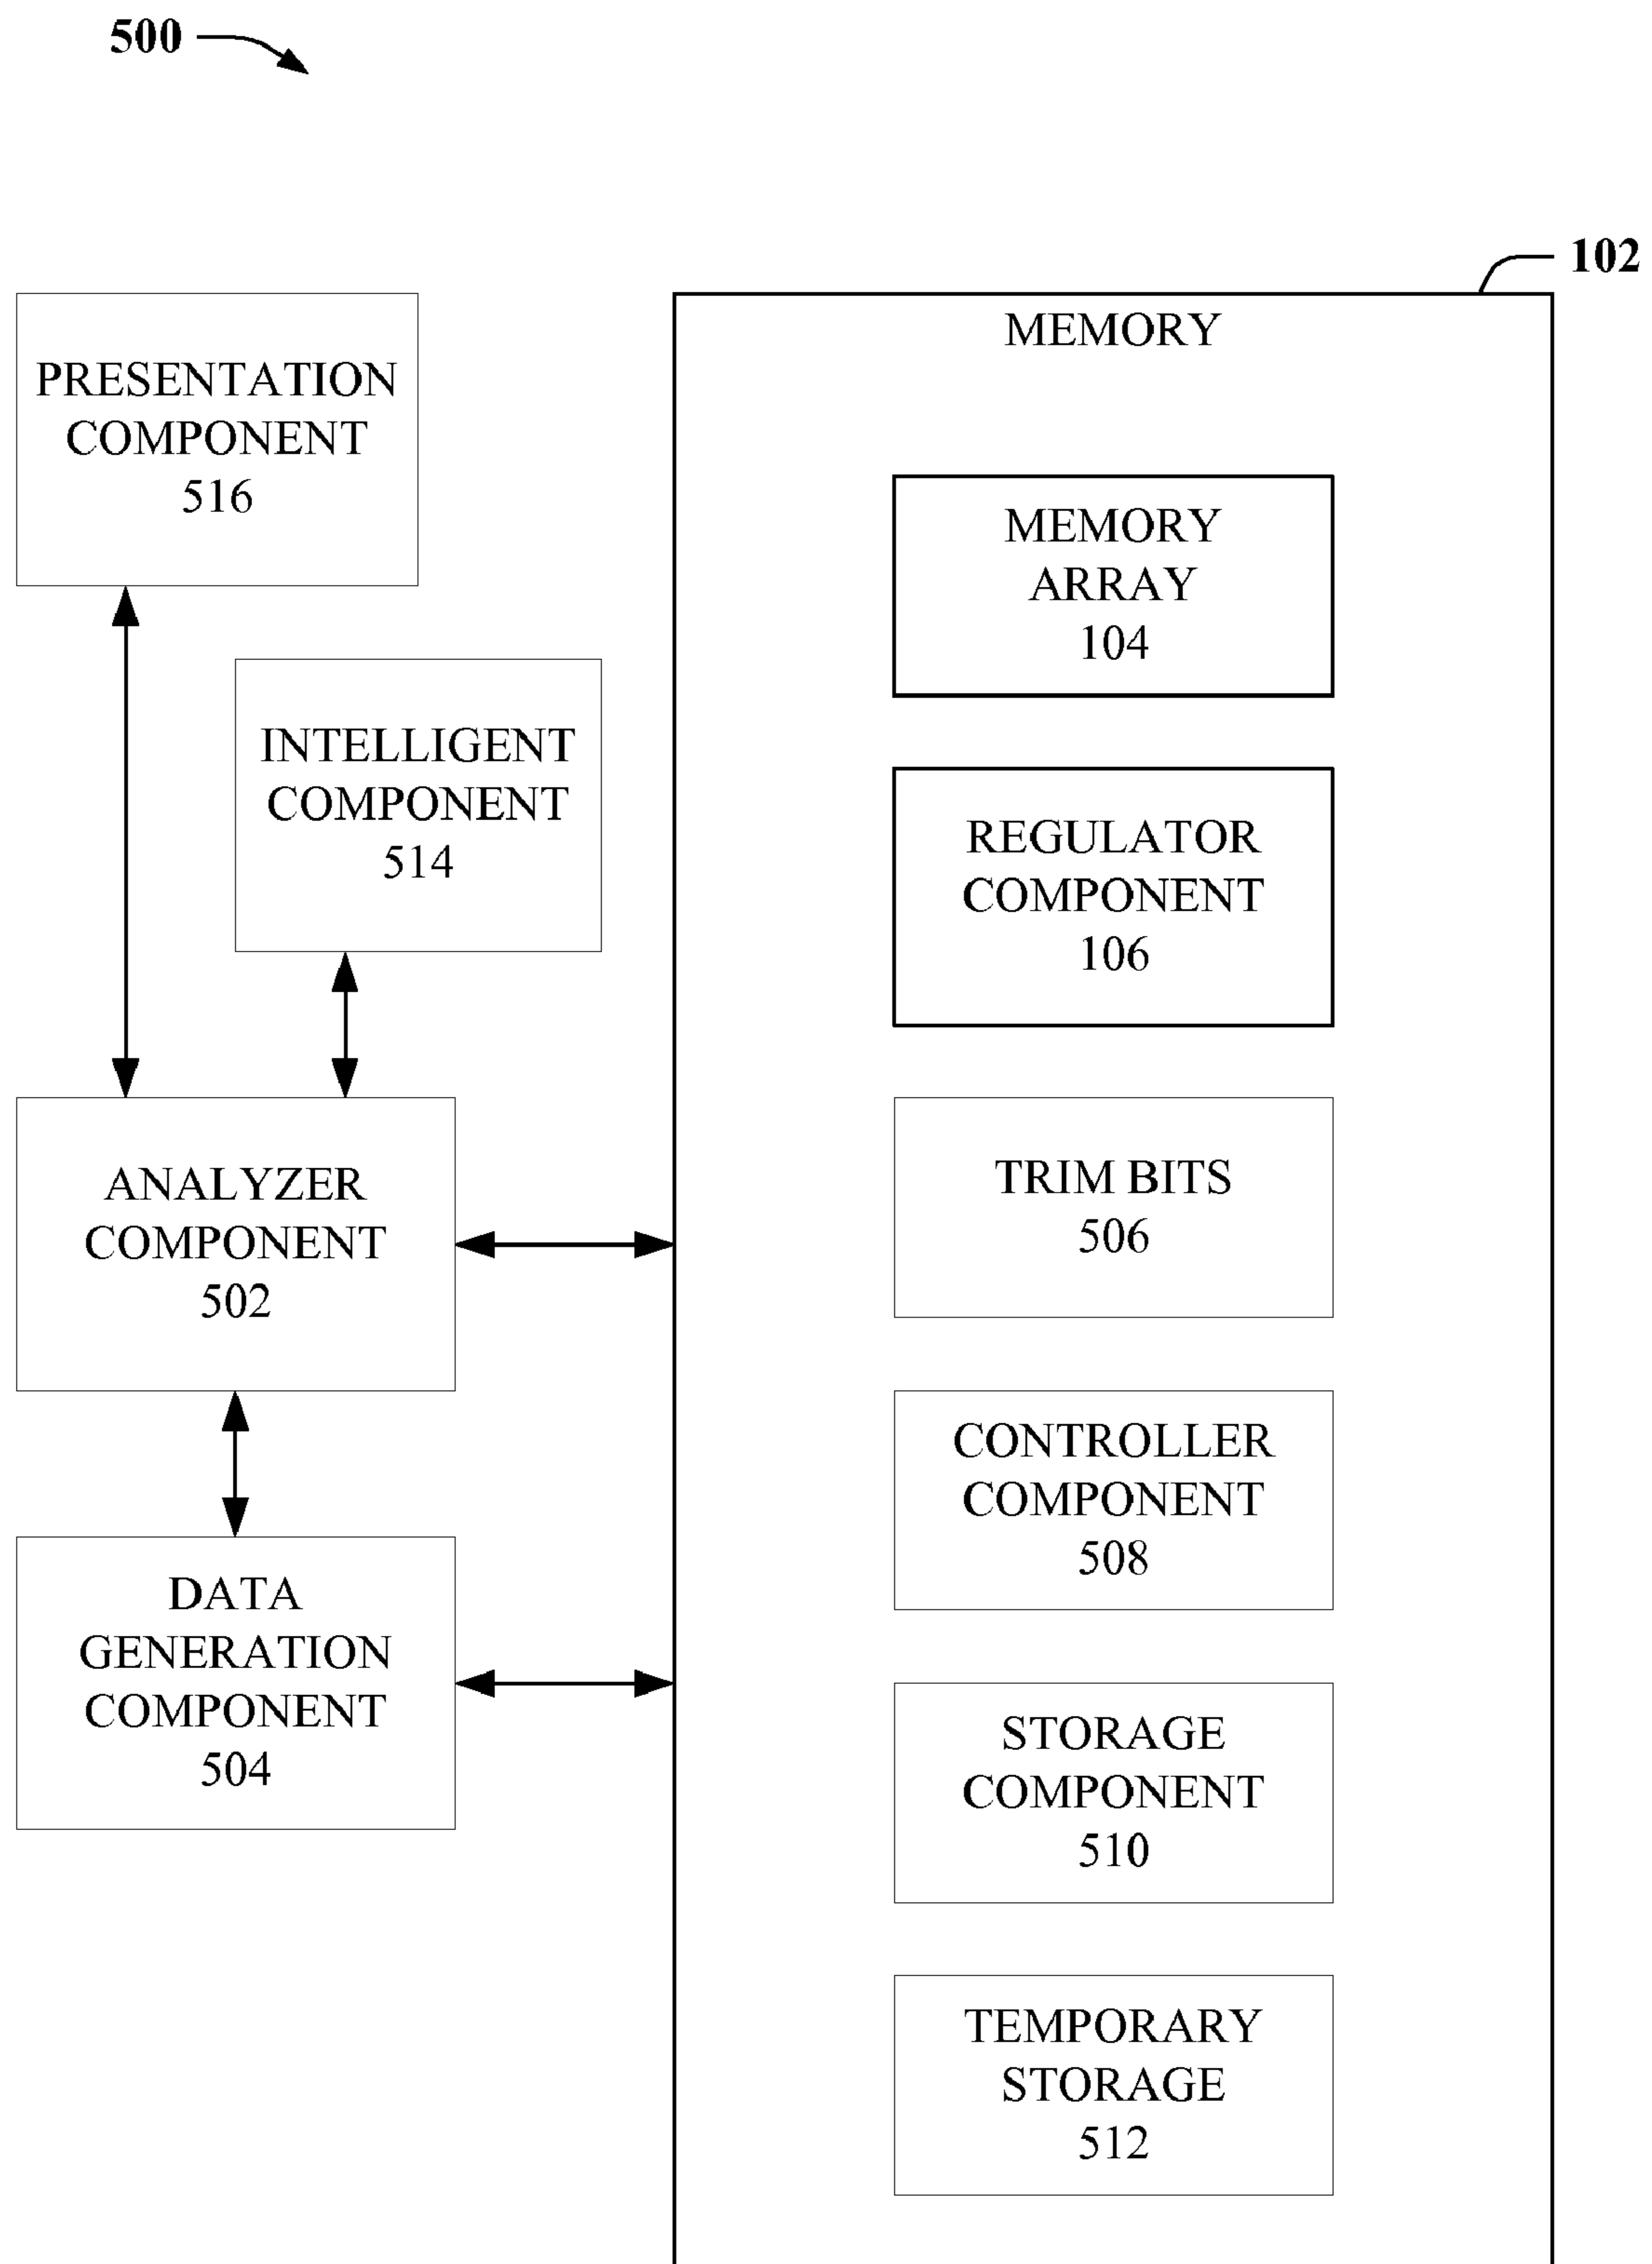 500
102
PRESENTATION
COMPONENT
516
INTELLIGENT
COMPONENT
514
ANALYZER
COMPONENT
502
DATA
GENERATION
COMPONENT
504
MEMORY
MEMORY
ARRAY
104
REGULATOR
COMPONENT
106
TRIM BITS
506
CONTROLLER
COMPONENT
508
STORAGE
COMPONENT
510
TEMPORARY
STORAGE
512